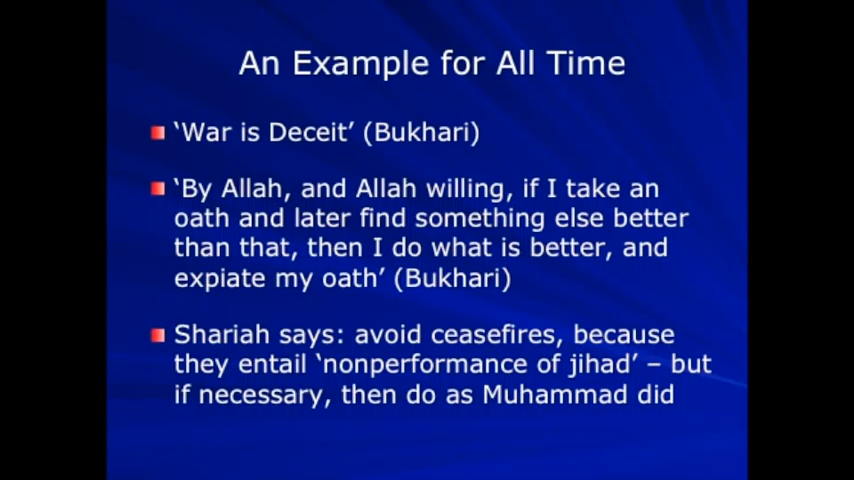 An Example for All Time
‘War is Deceit’ (Bukhari)
‘By Allah, and Allah willing, if I take an
oath and later find something else better
than that, then I do what is better, and
expiate my oath’ (Bukhari)
Shariah says: avoid ceasefires, because
they entail ‘nonperformance of jihad’ – but
if necessary, then do as Muhammad did